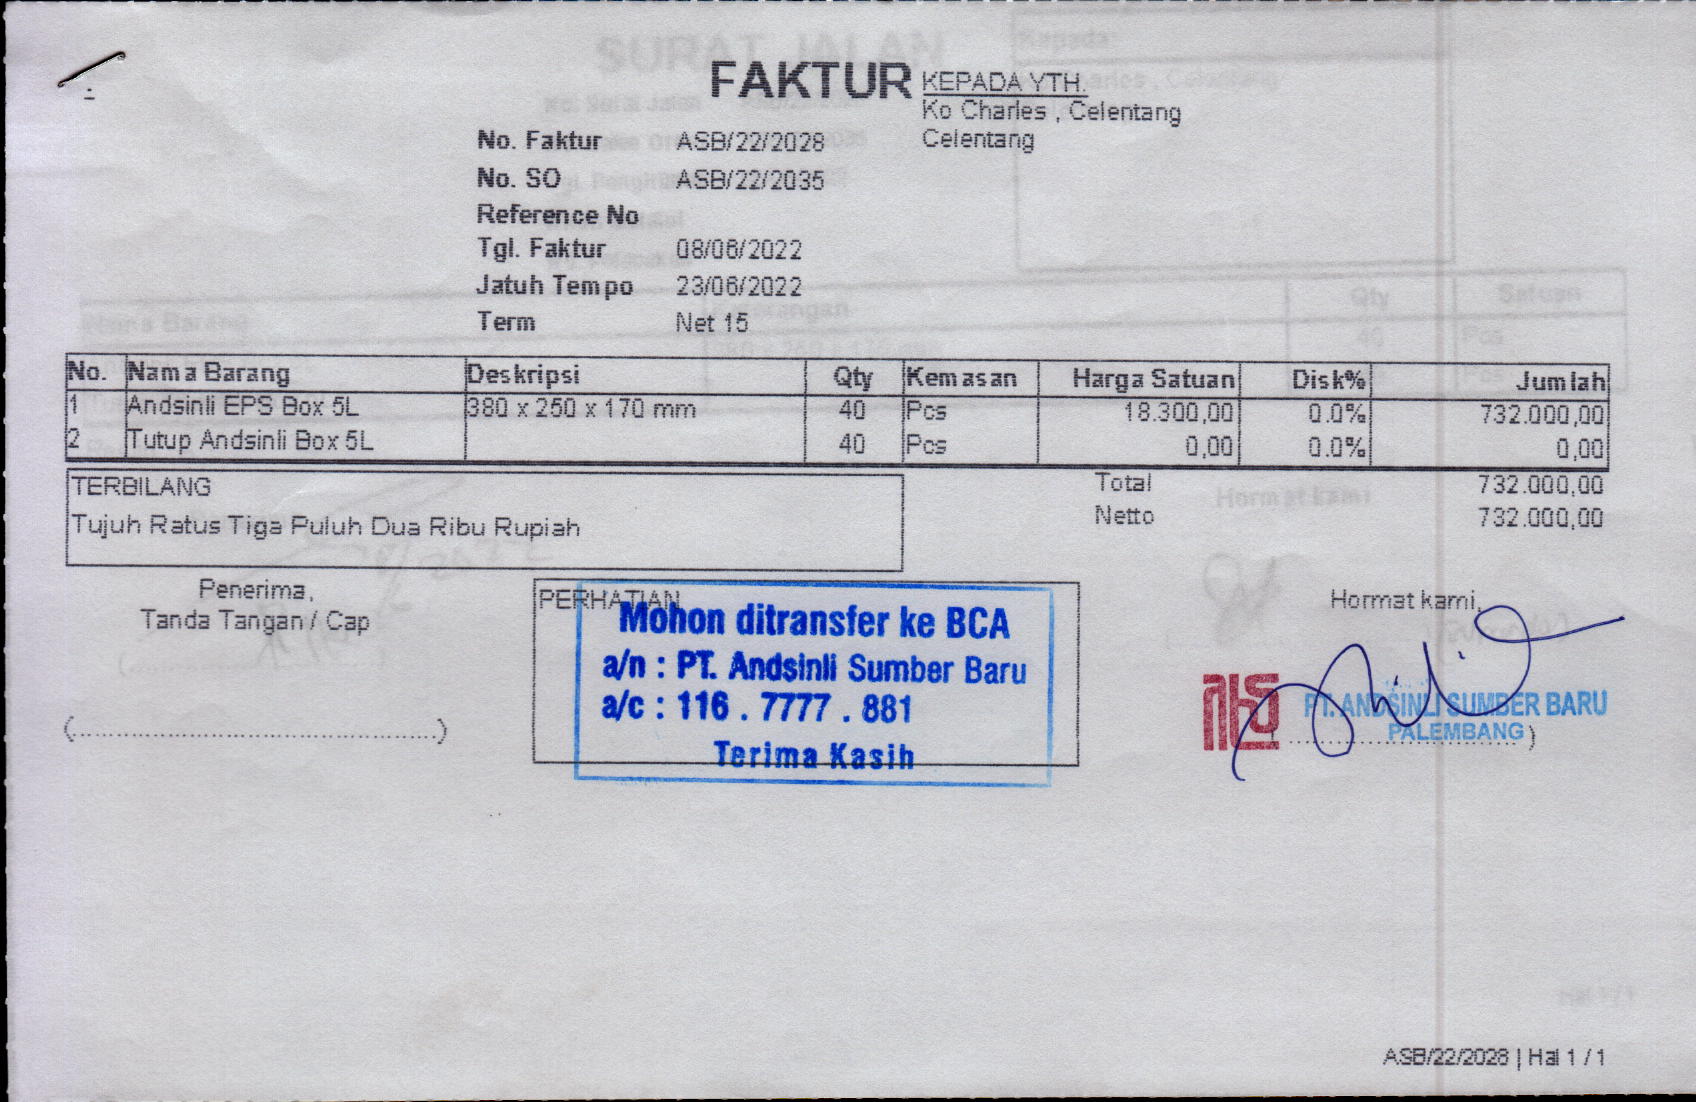 FAKTUR
KEPADA YTH.
Ko Charles , Celentang
Celentang
No. Faktur ASB/22/2028
No. SO ASB/22/2035
Reference No
Tgl. Faktur 08/06/2022
Jatuh Tempo 23/06/2022
Term Net 15
No. Nama Barang Deskripsi Qty Kemasan Harga Satuan Disk% Jumlah
1 Andsinli EPS Box 5L 380 x 250 x 170 mm 40 Pcs 18.300,00 0.0% 732.000,00
2 Tutup Andsinli Box 5L 40 Pcs 0,00 0.0% 0,00
TERBILANG
Tujuh Ratus Tiga Puluh Dua Ribu Rupiah
Total 732.000,00
Netto 732.000,00
Penerima,
Tanda Tangan / Cap
(..............................................)
PERHATIAN
Mohon ditransfer ke BCA
a/n : PT. Andsinli Sumber Baru
a/c : 116 . 7777 . 881
Terima Kasih
Hormat kami,
PT. ANDSINLI SUMBER BARU
PALEMBANG
ASB/22/2028 | Hal 1 / 1